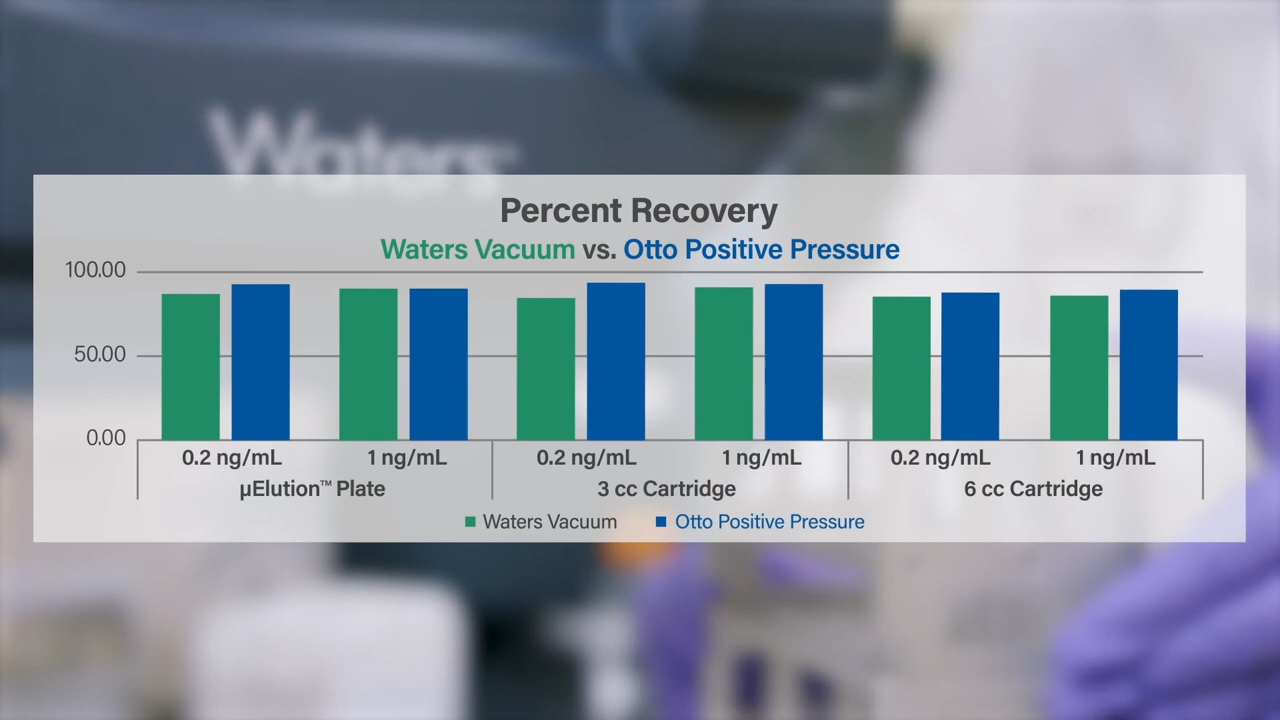 Waters
Percent Recovery
Waters Vacuum vs. Otto Positive Pressure
100.00
50.00
0.00
0.2 ng/mL 1 ng/mL 0.2 ng/mL 1 ng/mL 0.2 ng/mL 1 ng/mL
µElution™ Plate 3 cc Cartridge 6 cc Cartridge
Waters Vacuum Otto Positive Pressure